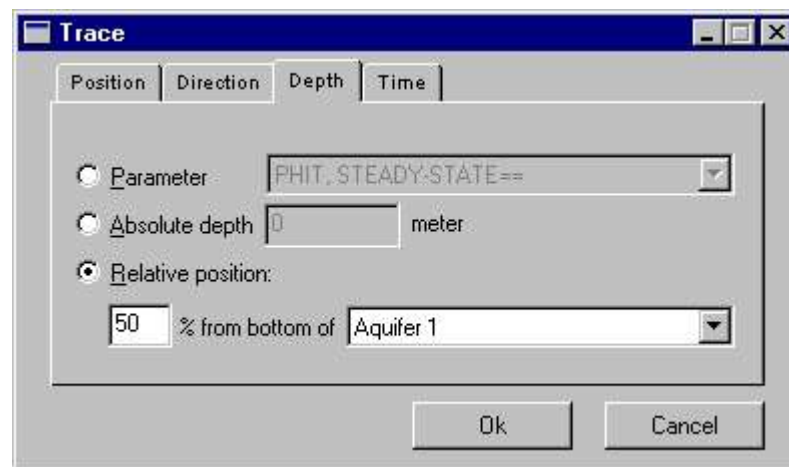 Trace
Position Direction Depth Time
Parameter PHIT, STEADY-STATE==
Absolute depth 0 meter
Relative position:
50 % from bottom of Aquifer 1
Ok Cancel